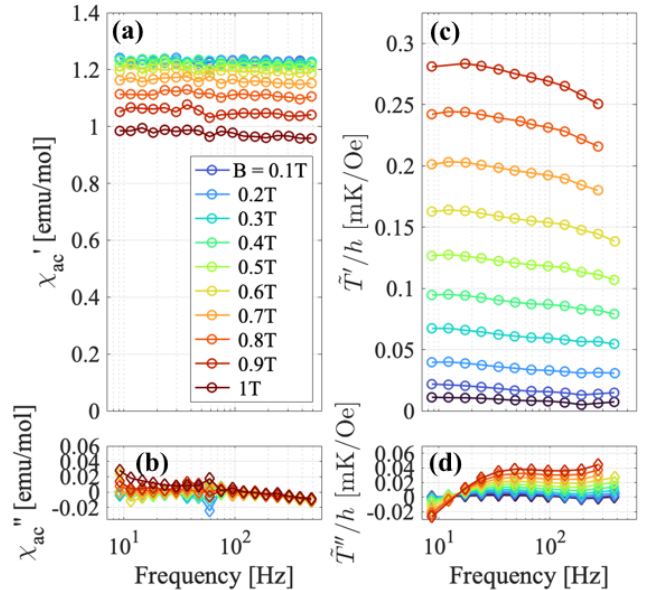 (a)
1.4
1.2
1
0.8
0.6
0.4
0.2
0
χac' [emu/mol]
B = 0.1T
0.2T
0.3T
0.4T
0.5T
0.6T
0.7T
0.8T
0.9T
1T
(b)
0.06
0.04
0.02
0
-0.02
χac" [emu/mol]
10¹
10²
Frequency [Hz]
(c)
0.3
0.25
0.2
0.15
0.1
0.05
0
T̃'/h [mK/Oe]
(d)
0.06
0.04
0.02
0
-0.02
T̃"/h [mK/Oe]
10¹
10²
Frequency [Hz]